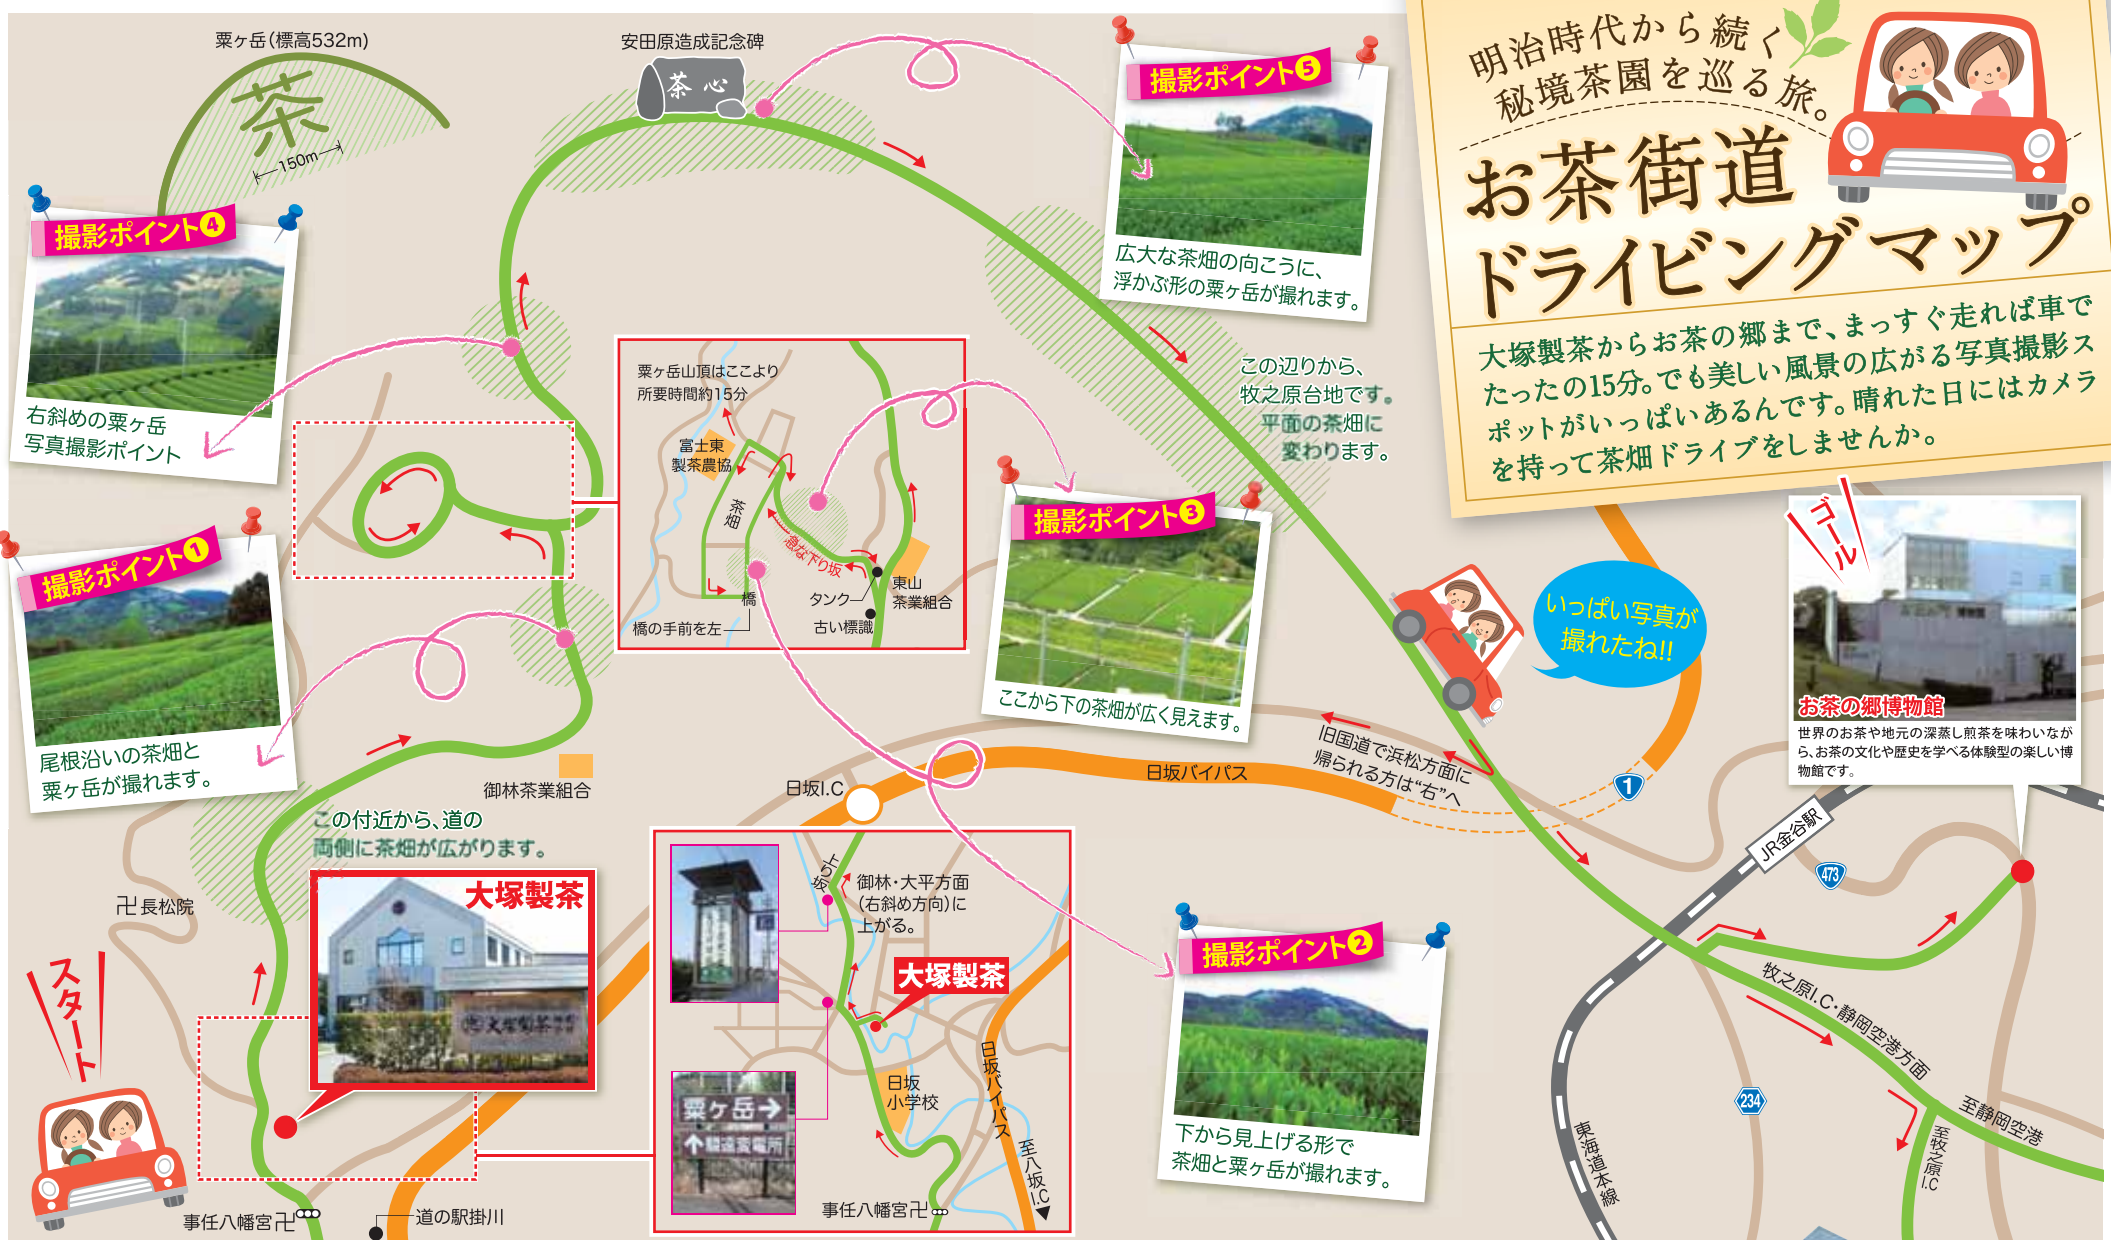 明治時代から続く
秘境茶園を巡る旅。
お茶街道
ドライビングマップ
大塚製茶からお茶の郷まで、まっすぐ走れば車で
たったの15分。でも美しい風景の広がる写真撮影ス
ポットがいっぱいあるんです。晴れた日にはカメラ
を持って茶畑ドライブをしませんか。
粟ヶ岳(標高532m)
茶
150m
安田原造成記念碑
茶心
撮影ポイント5
広大な茶畑の向こうに、
浮かぶ形の粟ヶ岳が撮れます。
撮影ポイント4
右斜めの粟ヶ岳
写真撮影ポイント
粟ヶ岳山頂はここより
所要時間約15分
富士東
製茶農協
茶畑
急な下り坂
橋
橋の手前を左
タンク
古い標識
東山
茶業組合
この辺りから、
牧之原台地です。
平面の茶畑に
変わります。
撮影ポイント3
ここから下の茶畑が広く見えます。
撮影ポイント1
尾根沿いの茶畑と
粟ヶ岳が撮れます。
御林茶業組合
この付近から、道の
両側に茶畑が広がります。
いっぱい写真が
撮れたね!!
ゴール
お茶の郷博物館
世界のお茶や地元の深蒸し煎茶を味わいなが
ら、お茶の文化や歴史を学べる体験型の楽しい博
物館です。
旧国道で浜松方面に
帰られる方は“右”へ
日坂バイパス
日坂I.C
1
JR金谷駅
473
卍長松院
大塚製茶
大塚製茶
スタート
上り坂
御林・大平方面
(右斜め方向)に
上がる。
大塚製茶
粟ヶ岳→
日坂
小学校
日坂バイパス
至八坂I.C
事任八幡宮卍
事任八幡宮卍
道の駅掛川
撮影ポイント2
下から見上げる形で
茶畑と粟ヶ岳が撮れます。
牧之原I.C・静岡空港方面
至静岡空港
至牧之原I.C
234
東海道本線